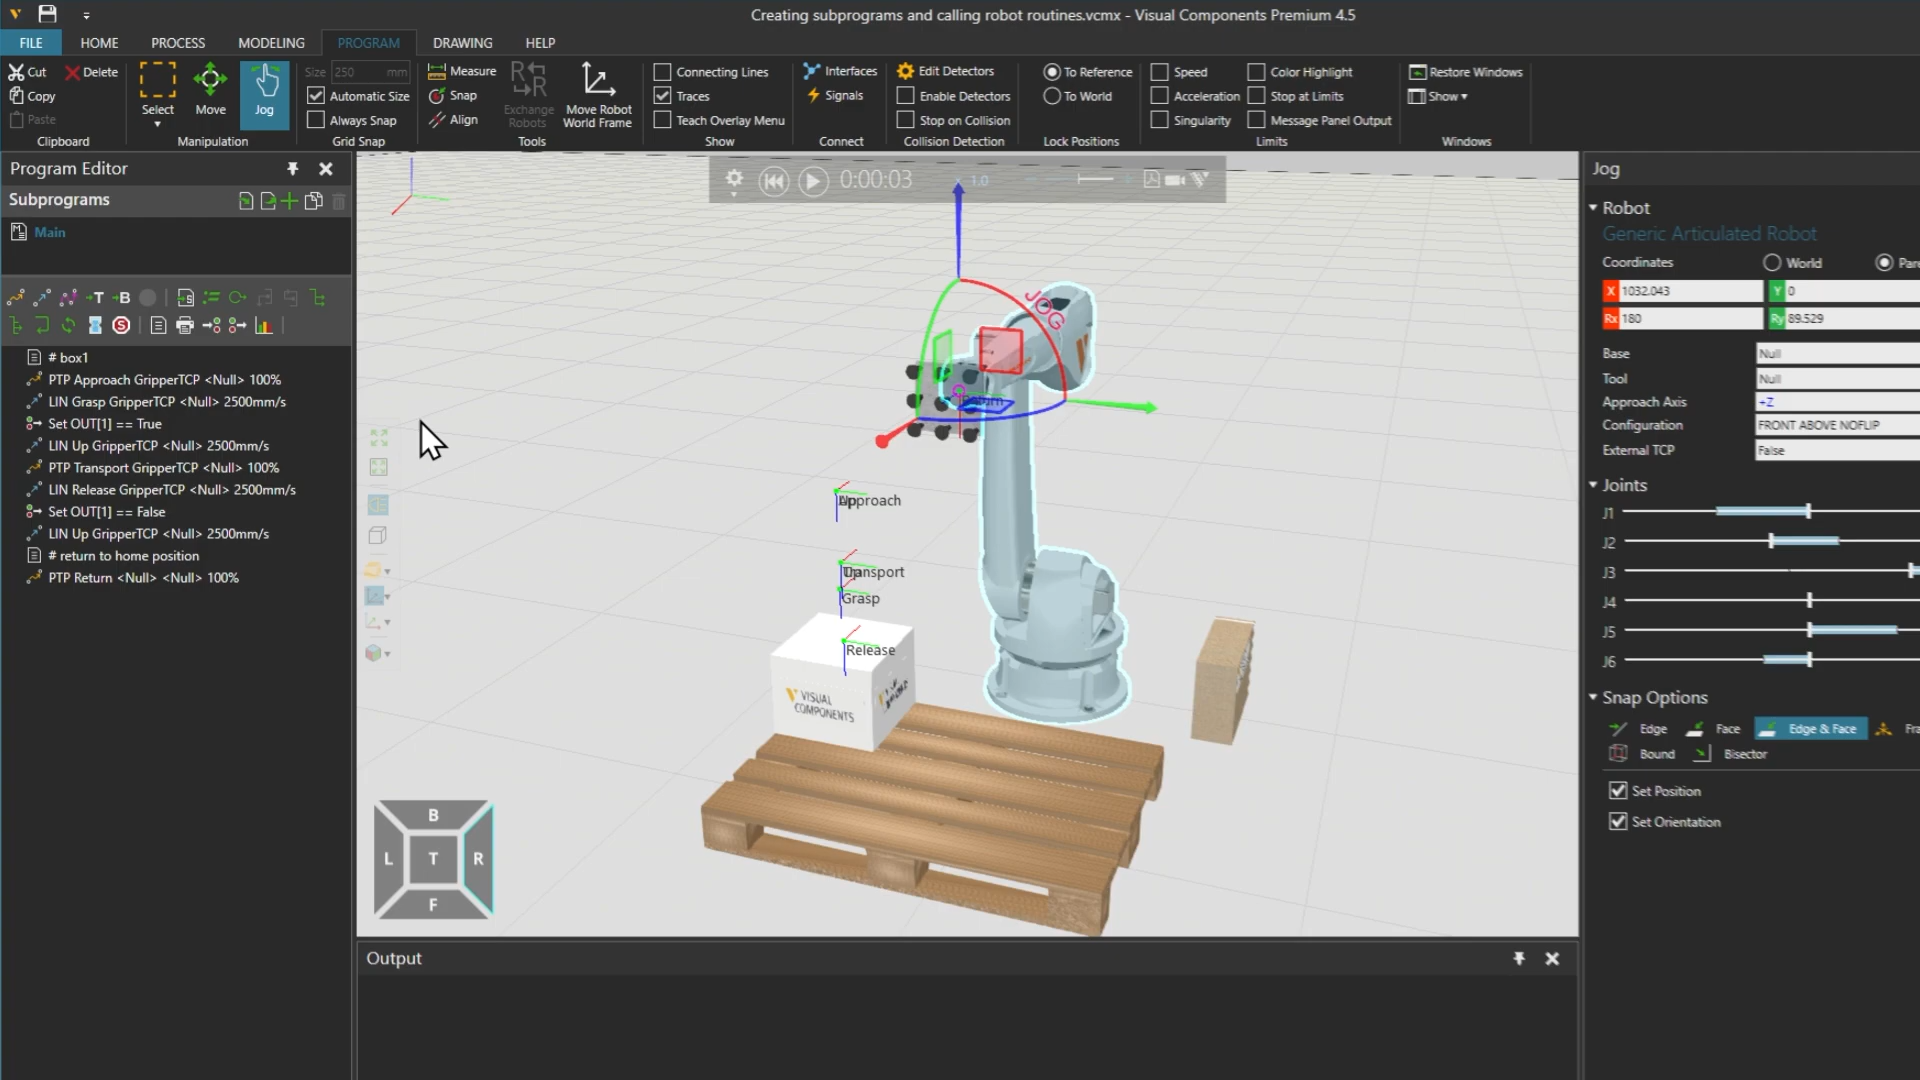 Creating subprograms and calling robot routines.vcmx - Visual Components Premium 4.5
FILE HOME PROCESS MODELING PROGRAM DRAWING HELP
Cut Delete
Copy
Paste
Clipboard
Select Move Jog
Manipulation
Size 250 mm
Automatic Size
Always Snap
Grid Snap
Measure
Snap
Align
Exchange Robots
Move Robot World Frame
Tools
Connecting Lines
Traces
Teach Overlay Menu
Show
Interfaces
Signals
Connect
Edit Detectors
Enable Detectors
Stop on Collision
Collision Detection
To Reference
To World
Lock Positions
Speed Color Highlight
Acceleration Stop at Limits
Singularity Message Panel Output
Limits
Restore Windows
Show
Windows
Program Editor
Subprograms
Main
# box1
PTP Approach GripperTCP <Null> 100%
LIN Grasp GripperTCP <Null> 2500mm/s
Set OUT[1] == True
LIN Up GripperTCP <Null> 2500mm/s
PTP Transport GripperTCP <Null> 100%
LIN Release GripperTCP <Null> 2500mm/s
Set OUT[1] == False
LIN Up GripperTCP <Null> 2500mm/s
# return to home position
PTP Return <Null> <Null> 100%
0:00:03
x 1.0
JOG
Return
Approach
Transport
Grasp
Release
VISUAL
COMPONENTS
B
L T R
F
Output
Jog
Robot
Generic Articulated Robot
Coordinates World
X 1032.043 Y 0
Rx 180 Ry 89.529
Base Null
Tool Null
Approach Axis +Z
Configuration FRONT ABOVE NOFLIP
External TCP False
Joints
J1
J2
J3
J4
J5
J6
Snap Options
Edge Face Edge & Face
Bound Bisector
Set Position
Set Orientation